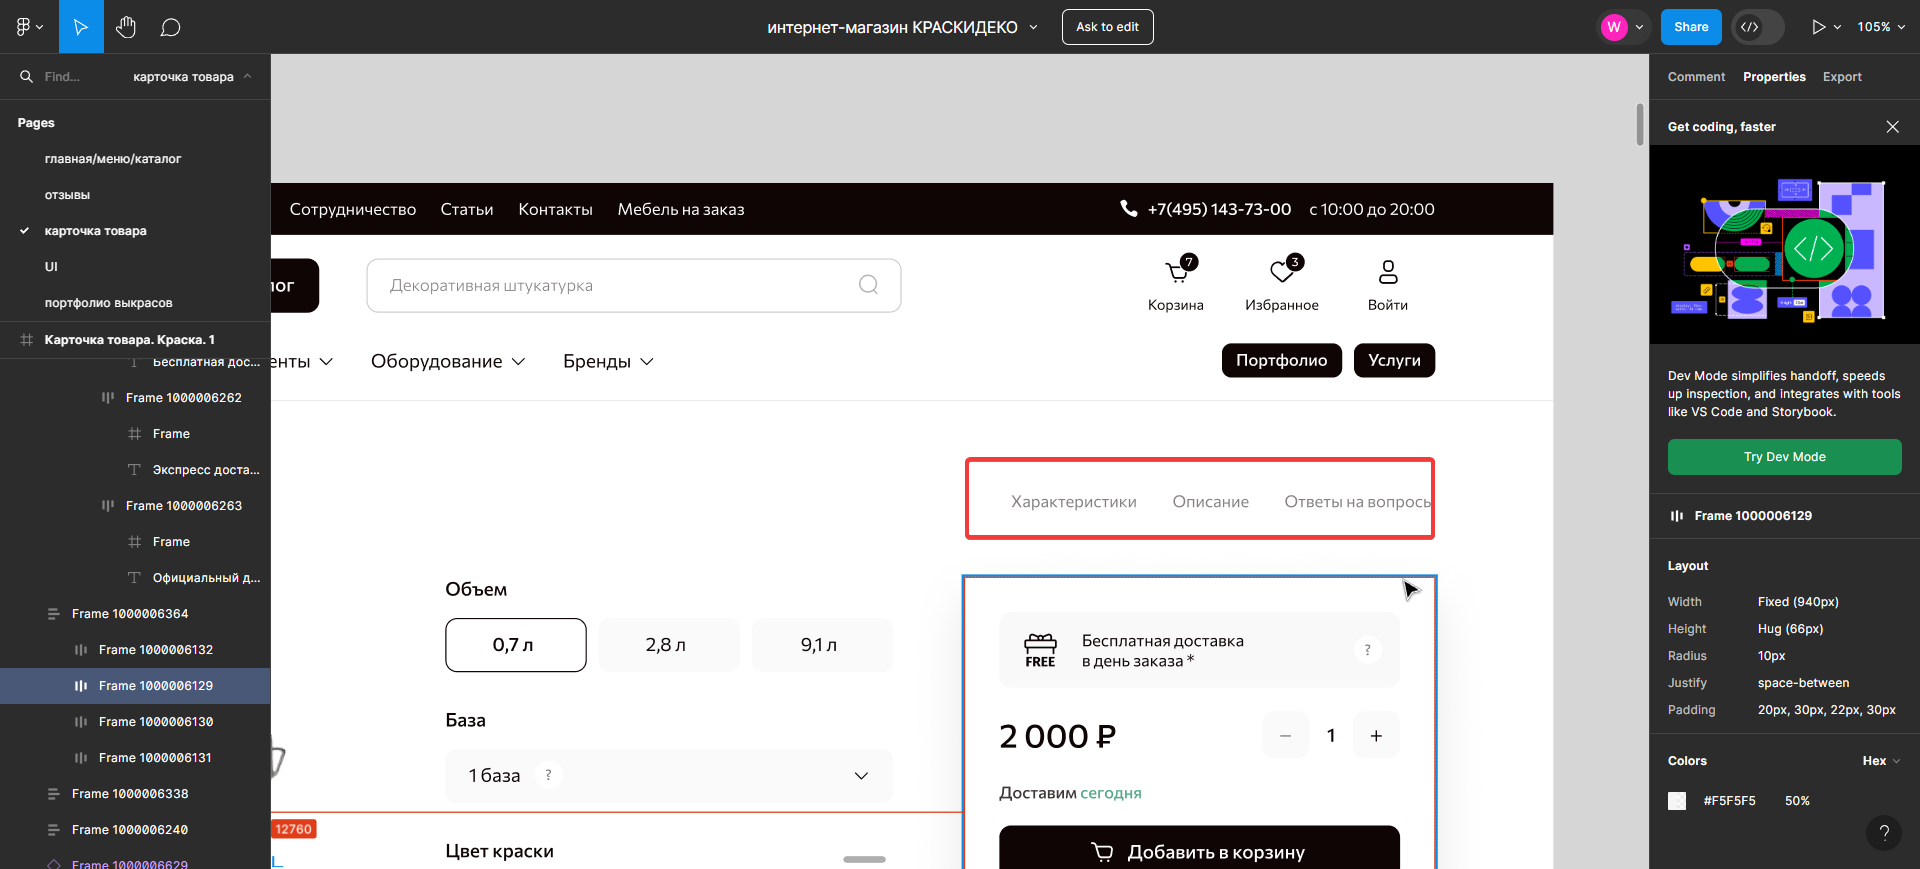 интернет-магазин КРАСКИДЕКО
Ask to edit
W
Share
105%
Find...
карточка товара
Pages
главная/меню/каталог
отзывы
карточка товара
UI
портфолио выкрасов
Карточка товара. Краска. 1
Бесплатная дос...
Frame 1000006262
Frame
Экспресс доста...
Frame 1000006263
Frame
Официальный д...
Frame 1000006364
Frame 1000006132
Frame 1000006129
Frame 1000006130
Frame 1000006131
Frame 1000006338
Frame 1000006240
Frame 1000006629
Сотрудничество Статьи Контакты Мебель на заказ
+7(495) 143-73-00 с 10:00 до 20:00
лог
Декоративная штукатурка
7
Корзина
3
Избранное
Войти
енты Оборудование Бренды
Портфолио Услуги
Характеристики Описание Ответы на вопросы
Объем
0,7 л 2,8 л 9,1 л
База
1 база ?
12760
Цвет краски
FREE
Бесплатная доставка
в день заказа *
?
2 000 ₽
− 1 +
Доставим сегодня
Добавить в корзину
Comment Properties Export
Get coding, faster
Dev Mode simplifies handoff, speeds
up inspection, and integrates with tools
like VS Code and Storybook.
Try Dev Mode
Frame 1000006129
Layout
Width Fixed (940px)
Height Hug (66px)
Radius 10px
Justify space-between
Padding 20px, 30px, 22px, 30px
Colors Hex
#F5F5F5 50%
?